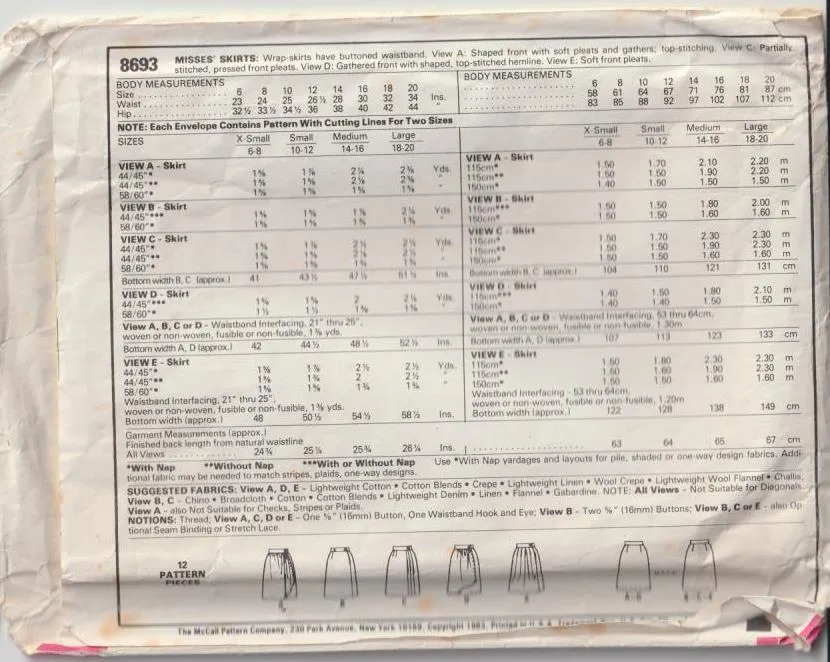 8693 MISSES' SKIRTS: Wrap-skirts have buttoned waistband. View A: Shaped front with soft pleats and gathers; top-stitching. View C: Partially
stitched, pressed front pleats. View D: Gathered front with shaped, top-stitched hemline. View E: Soft front pleats.
BODY MEASUREMENTS
Size 6 8 10 12 14 16 18 20
Waist 23 24 25 26½ 28 30 32 34 Ins.
Hip 32½ 33½ 34½ 36 38 40 42 44 "
BODY MEASUREMENTS
6 8 10 12 14 16 18 20
58 61 64 67 71 76 81 87 cm
83 85 88 92 97 102 107 112 cm
NOTE: Each Envelope Contains Pattern With Cutting Lines For Two Sizes
SIZES X-Small Small Medium Large
6-8 10-12 14-16 18-20
VIEW A - Skirt
44/45"* Yds.
44/45"**
58/60"*
VIEW B - Skirt
44/45"*** Yds.
58/60"*
VIEW C - Skirt
44/45"* Yds.
44/45"**
58/60"*
Bottom width B, C (approx.) 41 43½ 47½ 51½ Ins.
VIEW D - Skirt
44/45"*** 2 Yds.
58/60"*
View A, B, C or D - Waistband Interfacing, 21" thru 25",
woven or non-woven, fusible or non-fusible, 1⅜ yds.
Bottom width A, D (approx.) 42 44½ 48½ 52½ Ins.
VIEW E - Skirt
44/45"* 2½ 2½ Yds.
44/45"** 2 2½
58/60"*
Waistband Interfacing, 21" thru 25",
woven or non-woven, fusible or non-fusible, 1⅜ yds.
Bottom width (approx.) 48 50½ 54½ 58½ Ins.
Garment Measurements (approx.)
Finished back length from natural waistline
All Views 24¾ 25¼ 25¾ 26¼ Ins.
X-Small Small Medium Large
6-8 10-12 14-16 18-20
VIEW A - Skirt
115cm* 1.60 1.70 2.10 2.20 m
115cm** 1.60 1.50 1.90 2.20 m
150cm* 1.40 1.50 1.50 1.50 m
VIEW B - Skirt
115cm*** 1.50 1.50 1.80 2.00 m
150cm* 1.50 1.50 1.60 1.60 m
VIEW C - Skirt
115cm* 1.50 1.70 2.30 2.30 m
115cm** 1.50 1.50 1.90 2.30 m
150cm* 1.50 1.50 1.60 1.60 m
Bottom width B, C (approx.) 104 110 121 131 cm
VIEW D - Skirt
115cm*** 1.40 1.50 1.80 2.10 m
150cm* 1.40 1.40 1.50 1.50 m
View A, B, C or D - Waistband Interfacing, 53 thru 64cm,
woven or non-woven, fusible or non-fusible, 1.30m
Bottom width A, D (approx.) 107 113 123 133 cm
VIEW E - Skirt
115cm* 1.60 1.80 2.30 2.30 m
115cm** 1.60 1.60 1.90 2.30 m
150cm* 1.50 1.50 1.60 1.60 m
Waistband Interfacing - 53 thru 64cm,
woven or non-woven, fusible or non-fusible, 1.20m
Bottom width (approx.) 122 128 138 149 cm
63 64 65 67 cm
*With Nap **Without Nap ***With or Without Nap Use *With Nap yardages and layouts for pile, shaded or one-way design fabrics. Addi
tional fabric may be needed to match stripes, plaids, one-way designs.
SUGGESTED FABRICS: View A, D, E - Lightweight Cotton • Cotton Blends • Crepe • Lightweight Linen • Wool Crepe • Lightweight Wool Flannel • Challis;
View B, C - Chino • Broadcloth • Cotton • Cotton Blends • Lightweight Denim • Linen • Flannel • Gabardine. NOTE: All Views - Not Suitable for Diagonals.
View A - also Not Suitable for Checks, Stripes or Plaids.
NOTIONS: Thread; View A, C, D or E - One ⅝" (16mm) Button, One Waistband Hook and Eye; View B - Two ⅝" (16mm) Buttons; View B, C or E - also Op
tional Seam Binding or Stretch Lace.
12
PATTERN
PIECES
B
BACK
The McCall Pattern Company, 230 Park Avenue, New York 10169. Copyright 1983, Printed in U.S.A.